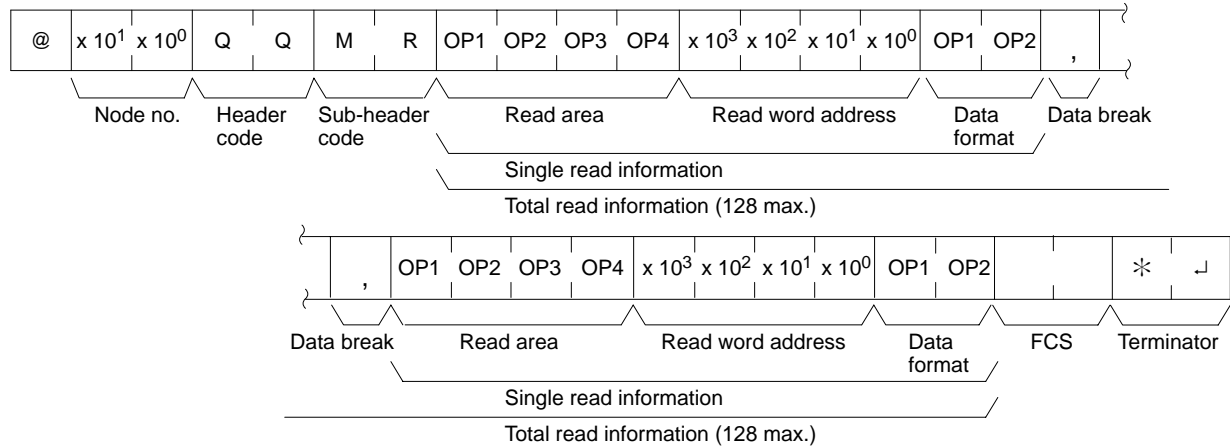 @ x 10¹ x 10⁰ Q Q M R OP1 OP2 OP3 OP4 x 10³ x 10² x 10¹ x 10⁰ OP1 OP2 ,
Node no. Header code Sub-header code Read area Read word address Data format Data break
Single read information
Total read information (128 max.)
, OP1 OP2 OP3 OP4 x 10³ x 10² x 10¹ x 10⁰ OP1 OP2 * ↵
Data break Read area Read word address Data format FCS Terminator
Single read information
Total read information (128 max.)